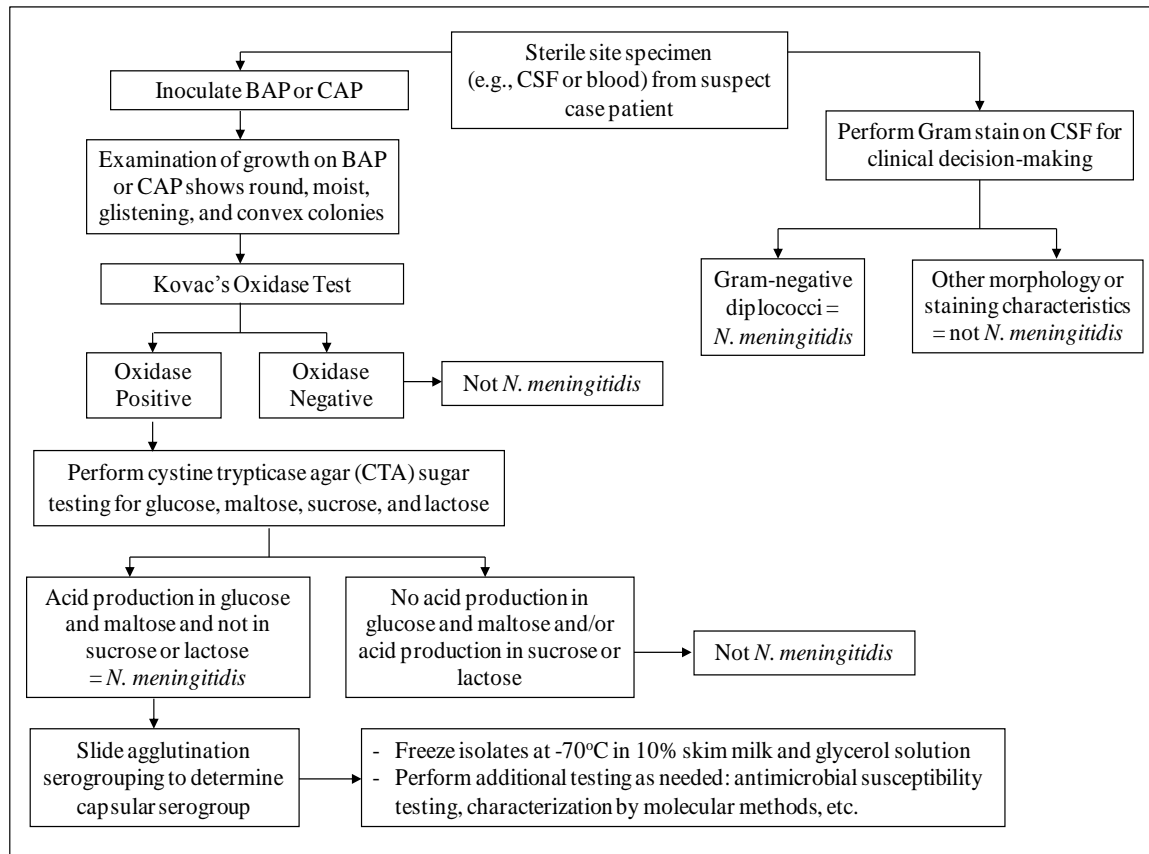 Sterile site specimen
(e.g., CSF or blood) from suspect
case patient
Inoculate BAP or CAP
Perform Gram stain on CSF for
clinical decision-making
Examination of growth on BAP
or CAP shows round, moist,
glistening, and convex colonies
Kovac's Oxidase Test
Gram-negative
diplococci =
N. meningitidis
Other morphology or
staining characteristics
= not N. meningitidis
Oxidase
Positive
Oxidase
Negative
Not N. meningitidis
Perform cystine trypticase agar (CTA) sugar
testing for glucose, maltose, sucrose, and lactose
Acid production in glucose
and maltose and not in
sucrose or lactose
= N. meningitidis
No acid production in
glucose and maltose and/or
acid production in sucrose or
lactose
Not N. meningitidis
Slide agglutination
serogrouping to determine
capsular serogroup
- Freeze isolates at -70°C in 10% skim milk and glycerol solution
- Perform additional testing as needed: antimicrobial susceptibility
testing, characterization by molecular methods, etc.